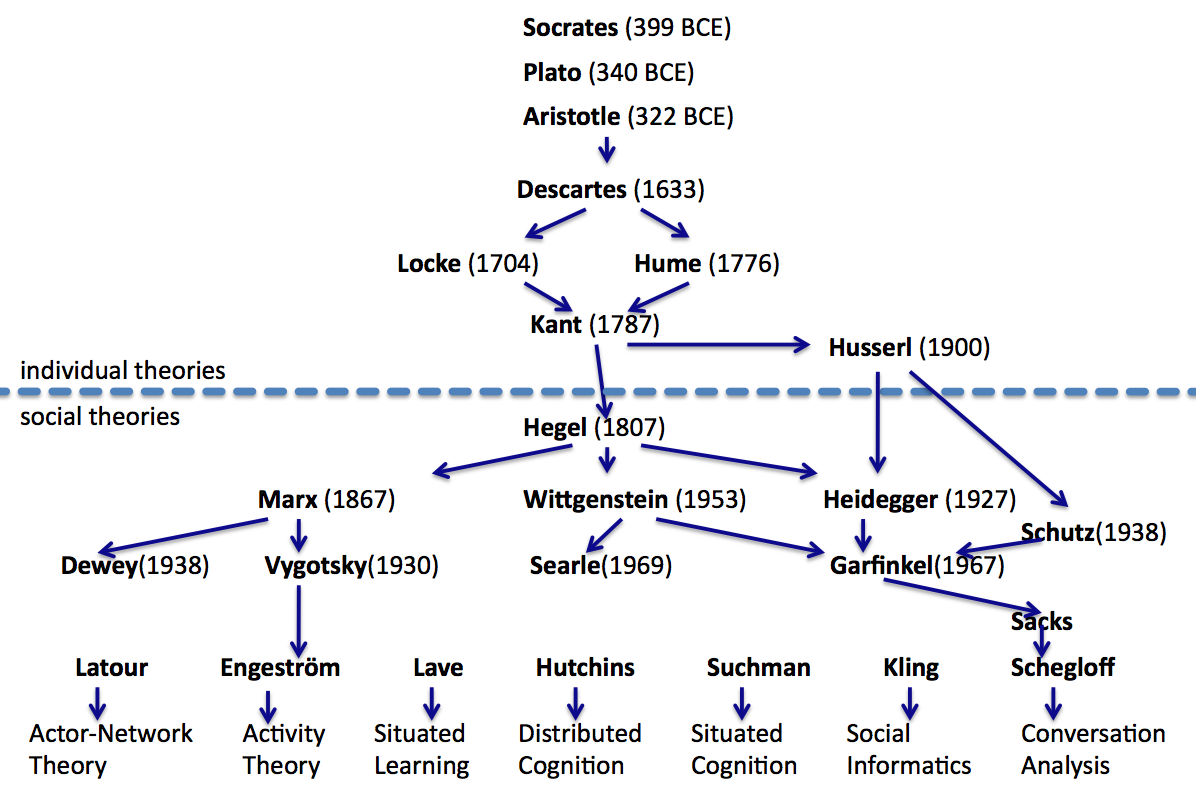 Socrates (399 BCE)
Plato (340 BCE)
Aristotle (322 BCE)
Descartes (1633)
Locke (1704) Hume (1776)
Kant (1787)
Husserl (1900)
individual theories
social theories
Hegel (1807)
Marx (1867) Wittgenstein (1953) Heidegger (1927)
Schutz(1938)
Dewey(1938) Vygotsky(1930) Searle(1969) Garfinkel(1967)
Sacks
Latour Engeström Lave Hutchins Suchman Kling Schegloff
Actor-Network Activity Situated Distributed Situated Social Conversation
Theory Theory Learning Cognition Cognition Informatics Analysis